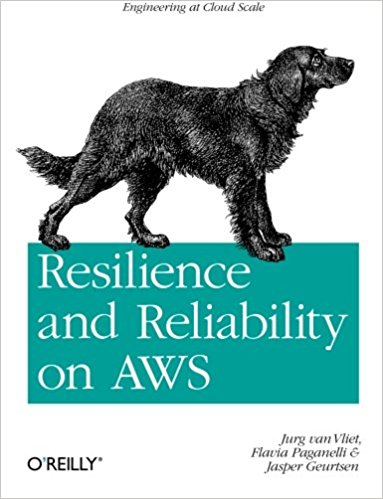 Engineering at Cloud Scale
Resilience
and Reliability
on AWS
Jurg van Vliet,
Flavia Paganelli &
Jasper Geurtsen
O'REILLY®